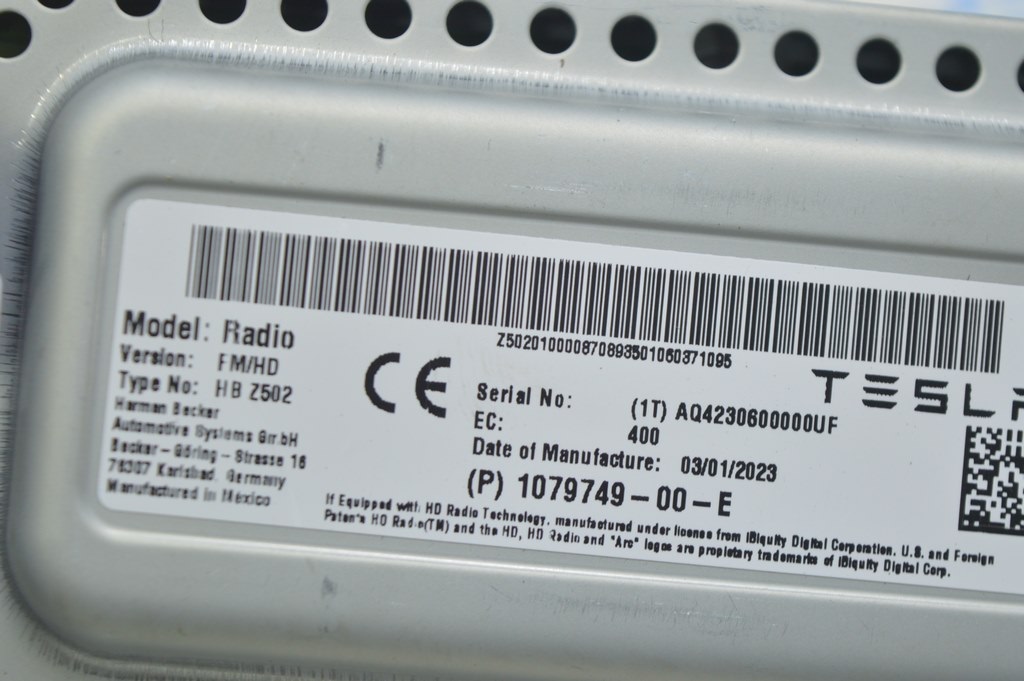 Z502010000870893501060371095
Model: Radio
Version: FM/HD
Type No: HB Z502
Harman Becker
Automotive Systems GmbH
Becker-Göring-Strasse 16
76307 Karlsbad, Germany
Manufactured in México
CE
Serial No: (1T) AQ4230600000UF
EC: 400
Date of Manufacture: 03/01/2023
(P) 1079749-00-E
TESLA
If Equipped with HD Radio Technology, manufactured under license from iBiquity Digital Corporation. U.S. and Foreign
Patents HD Radio(TM) and the HD, HD Radio and "Arc" logos are proprietary trademarks of iBiquity Digital Corp.